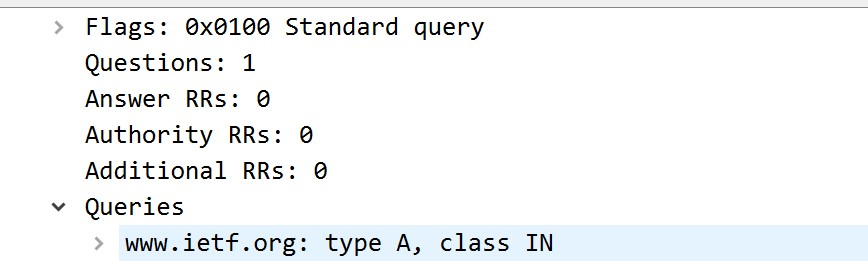 Flags: 0x0100 Standard query
Questions: 1
Answer RRs: 0
Authority RRs: 0
Additional RRs: 0
Queries
www.ietf.org: type A, class IN